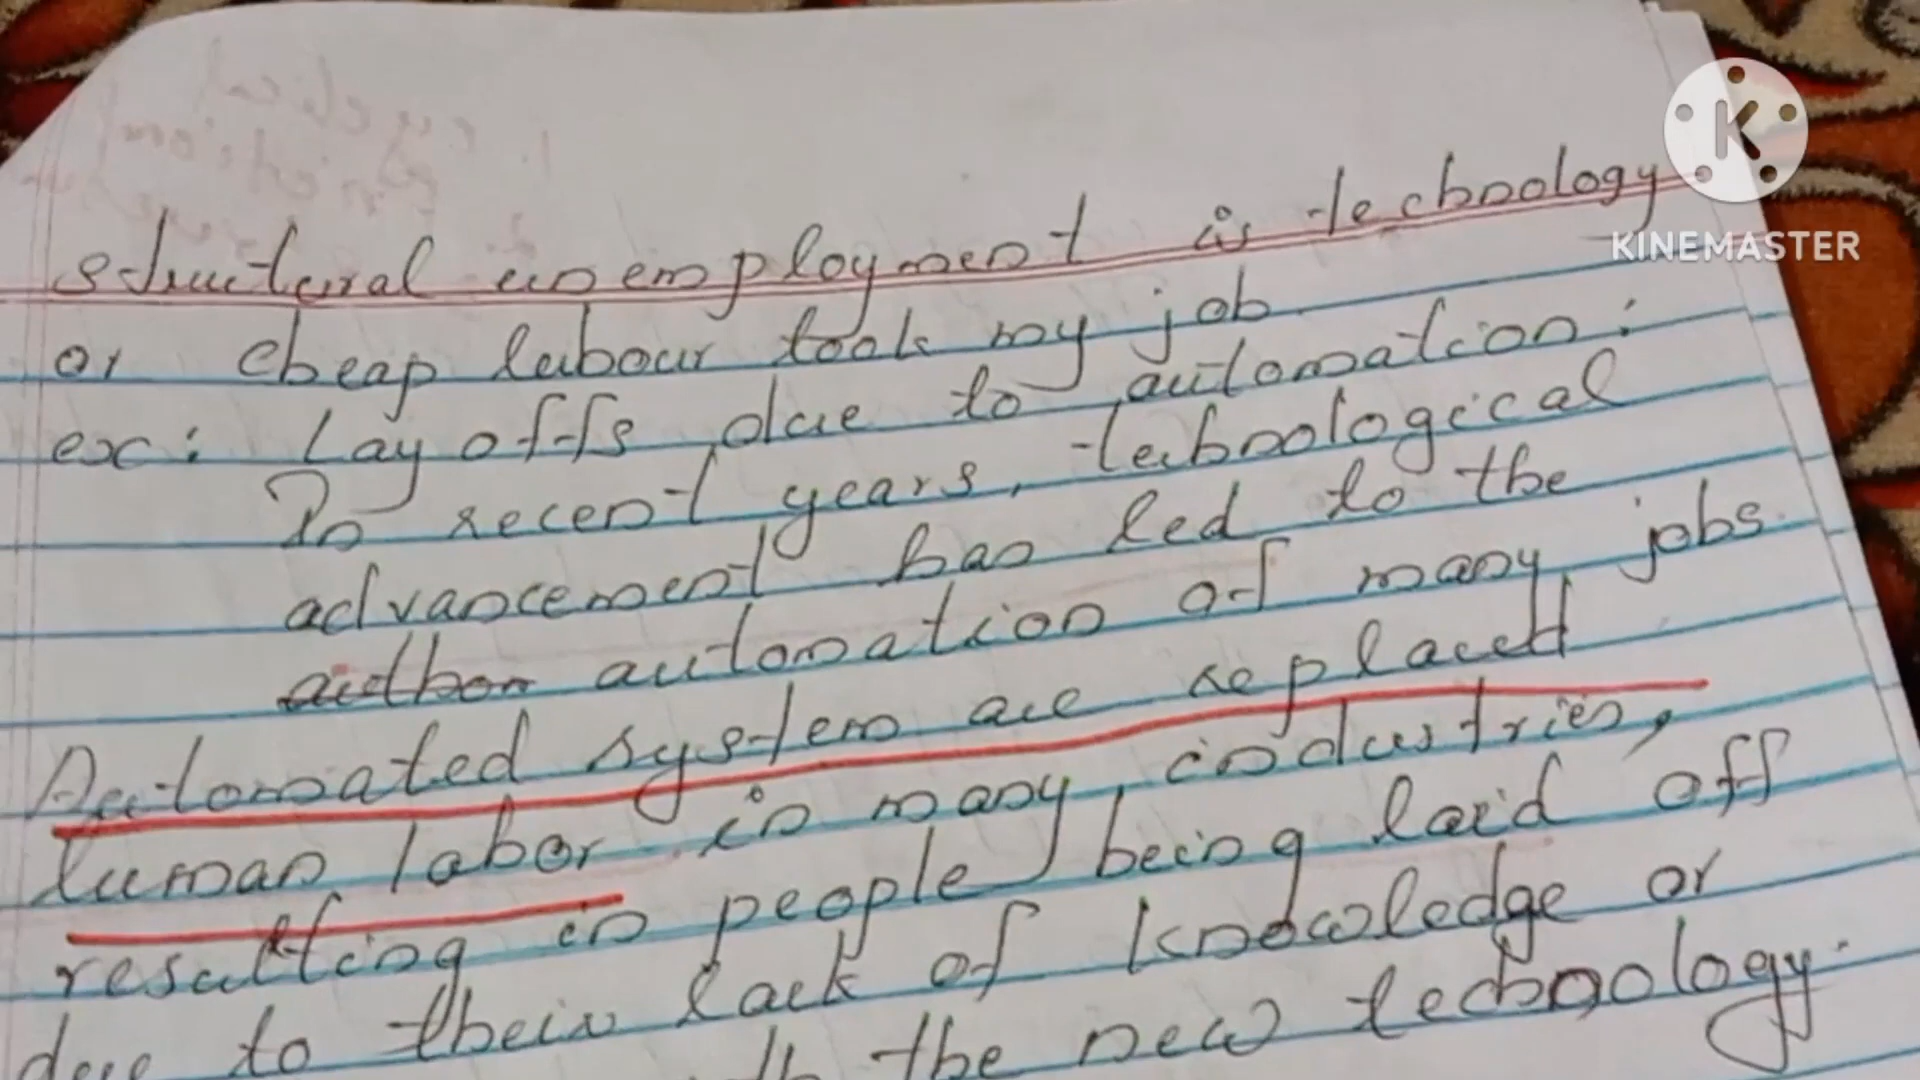 structural unemployment is technology
or cheap labour took my job
ex: Layoffs due to automation:
In recent years, technological
advancement has led to the
automation of many jobs
Automated system are replaced
human labor in many industries,
resulting in people being laid off
due to their lack of knowledge or
the new technology.
KINEMASTER